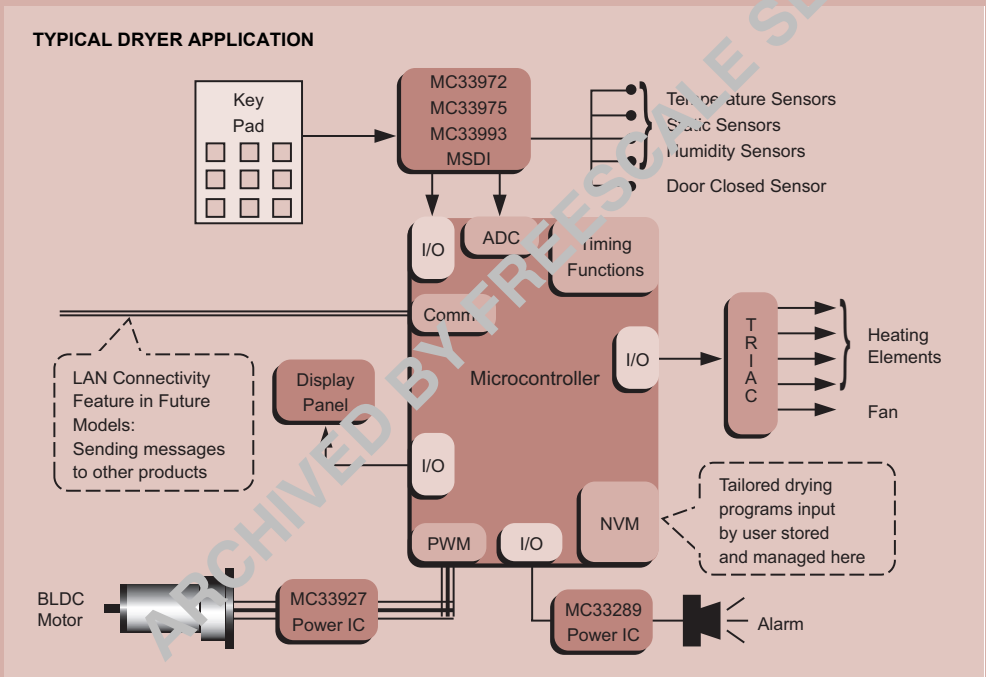 TYPICAL DRYER APPLICATION
Key
Pad
MC33972
MC33975
MC33993
MSDI
Temperature Sensors
Static Sensors
Humidity Sensors
Door Closed Sensor
I/O
ADC
Timing
Functions
Comm
I/O
Microcontroller
T
R
I
A
C
Heating
Elements
Fan
LAN Connectivity
Feature in Future
Models:
Sending messages
to other products
Display
Panel
I/O
NVM
Tailored drying
programs input
by user stored
and managed here
PWM
I/O
BLDC
Motor
MC33927
Power IC
MC33289
Power IC
Alarm
ARCHIVED BY FREESCALE